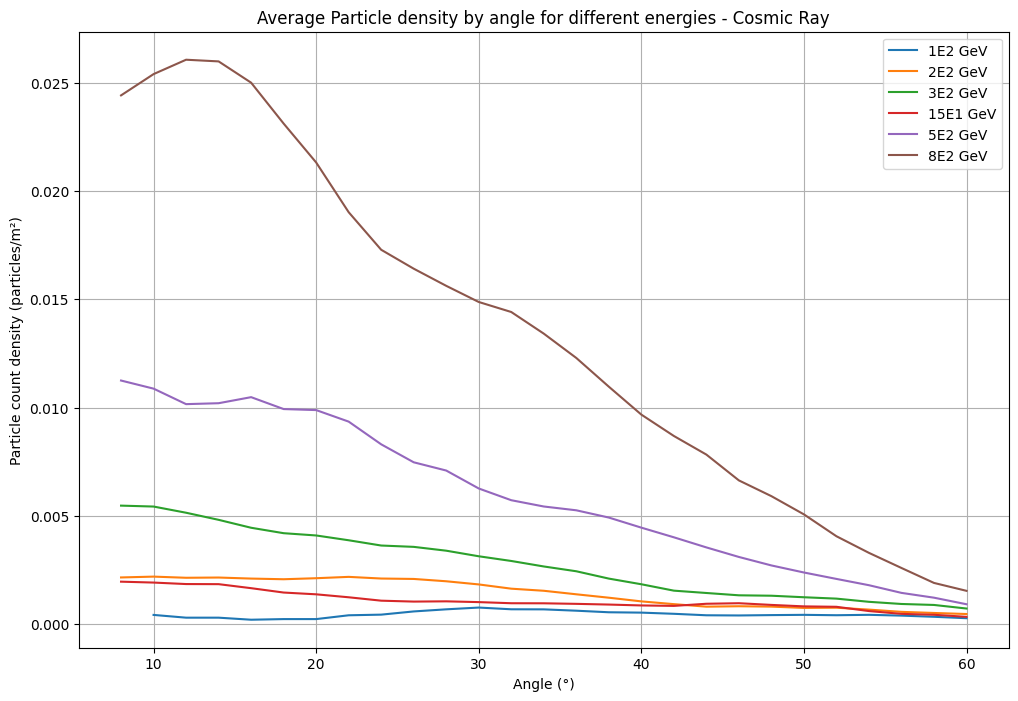 Average Particle density by angle for different energies - Cosmic Ray
1E2 GeV
2E2 GeV
3E2 GeV
15E1 GeV
5E2 GeV
8E2 GeV
Particle count density (particles/m²)
0.025
0.020
0.015
0.010
0.005
0.000
10 20 30 40 50 60
Angle (°)